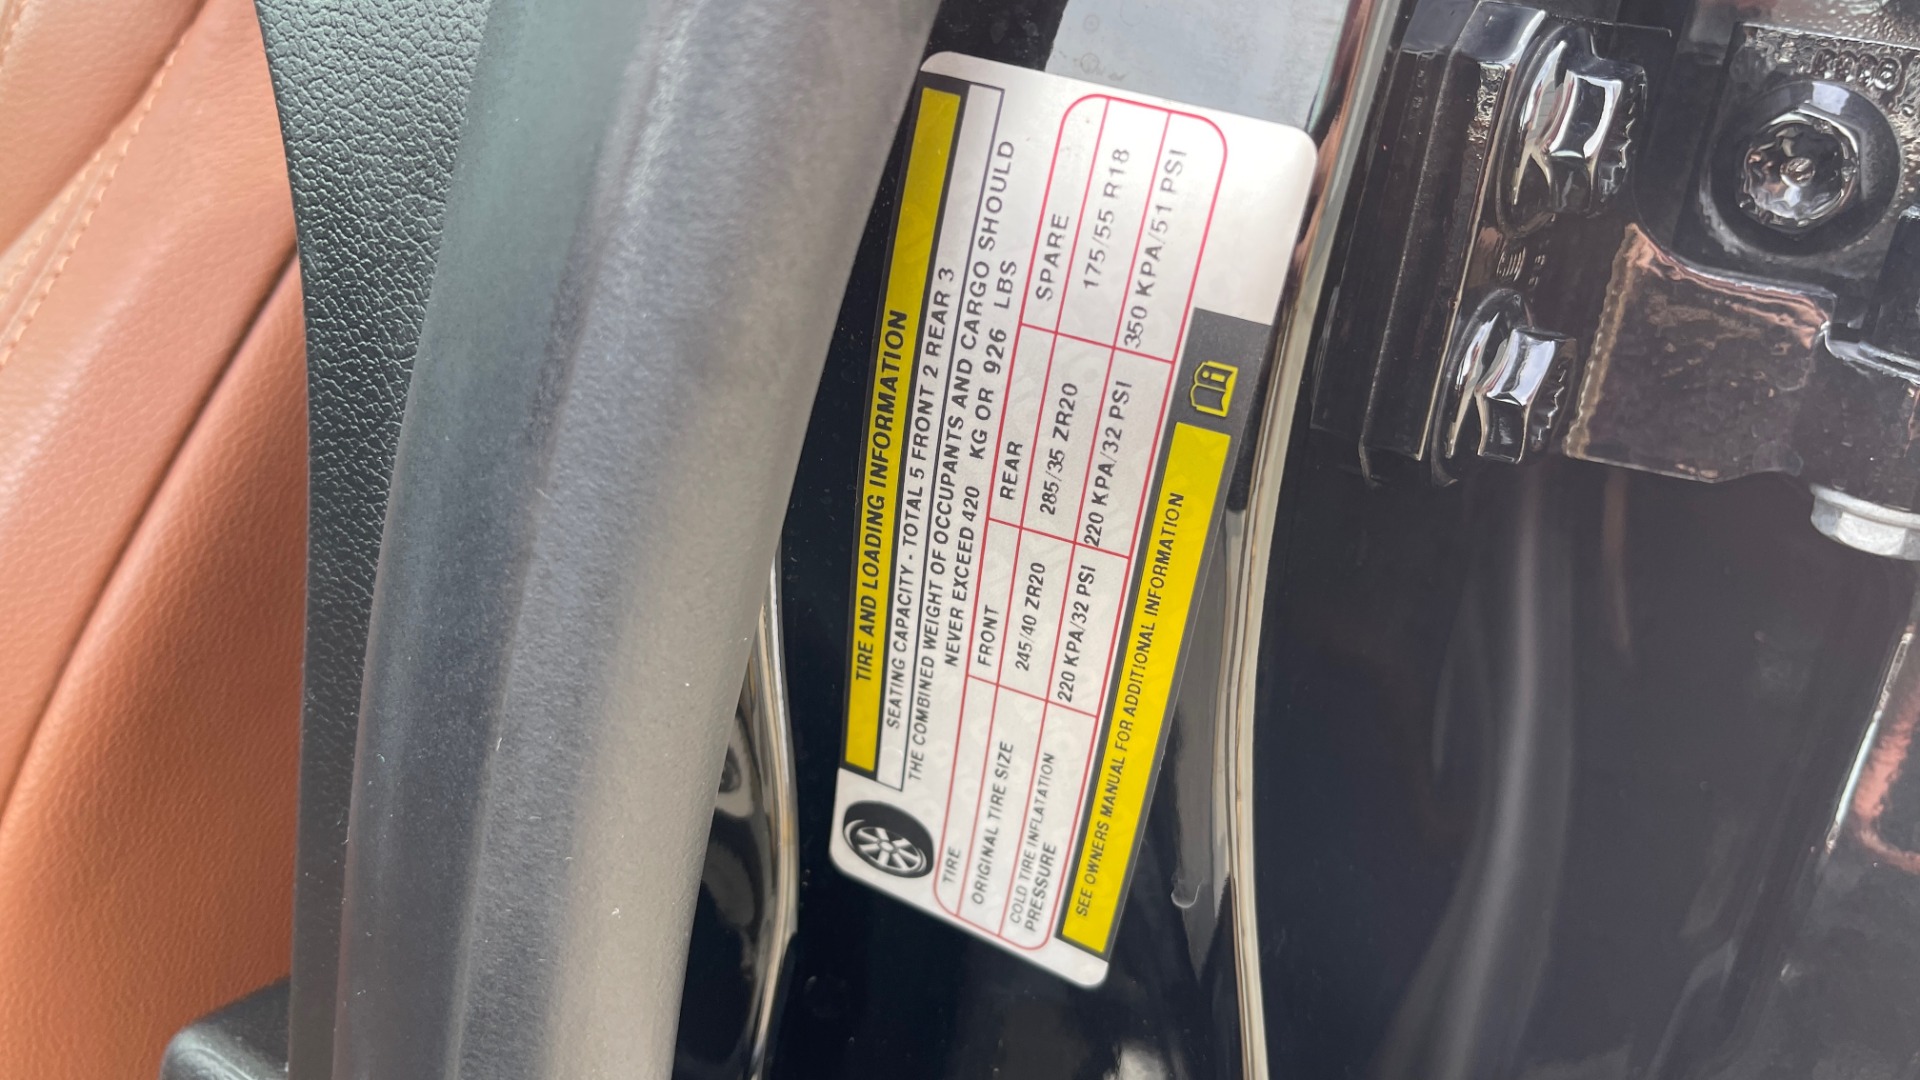 TIRE AND LOADING INFORMATION
SEATING CAPACITY - TOTAL 5 FRONT 2 REAR 3
THE COMBINED WEIGHT OF OCCUPANTS AND CARGO SHOULD
NEVER EXCEED 420 KG OR 926 LBS
TIRE FRONT REAR SPARE
ORIGINAL TIRE SIZE 245/40 ZR20 285/35 ZR20 175/55 R18
COLD TIRE INFLATATION
PRESSURE 220 KPA/32 PSI 220 KPA/32 PSI 350 KPA/51 PSI
SEE OWNERS MANUAL FOR ADDITIONAL INFORMATION